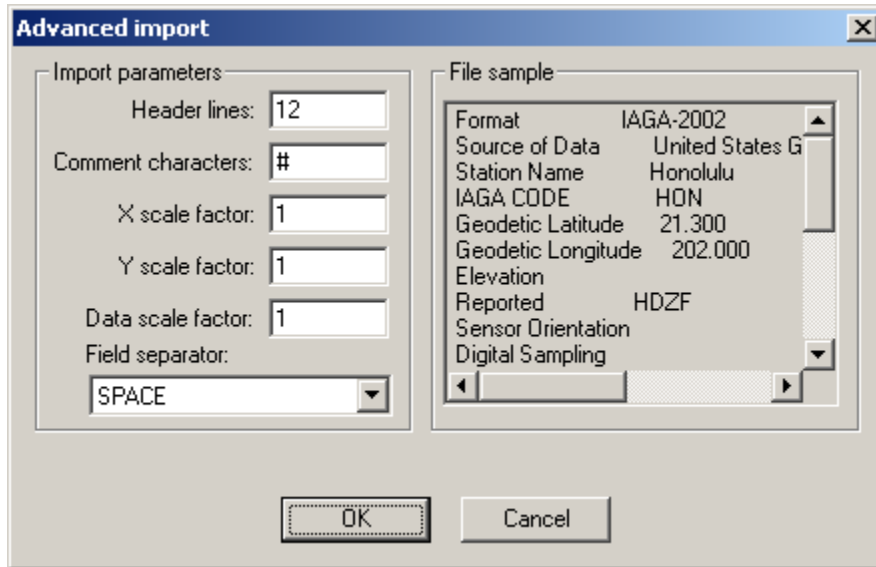 Advanced import
Import parameters
Header lines: 12
Comment characters: #
X scale factor: 1
Y scale factor: 1
Data scale factor: 1
Field separator:
SPACE
File sample
Format IAGA-2002
Source of Data United States G
Station Name Honolulu
IAGA CODE HON
Geodetic Latitude 21.300
Geodetic Longitude 202.000
Elevation
Reported HDZF
Sensor Orientation
Digital Sampling
OK Cancel